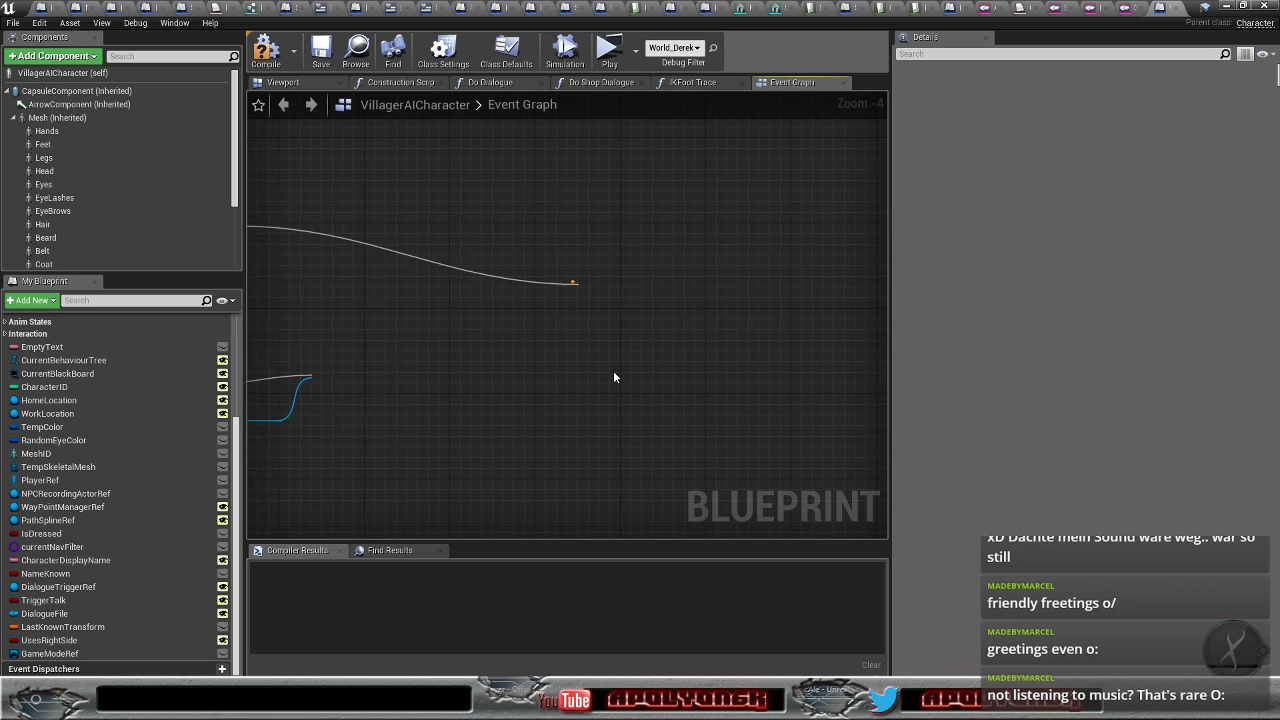 File
Edit
Asset
View
Debug
Window
Help
Parent class: Character
Components
+ Add Component
Search
VillagerAICharacter (self)
CapsuleComponent (Inherited)
ArrowComponent (Inherited)
Mesh (Inherited)
Hands
Feet
Legs
Head
Eyes
EyeLashes
EyeBrows
Hair
Beard
Belt
Coat
My Blueprint
+ Add New
Search
Anim States
Interaction
EmptyText
CurrentBehaviourTree
CurrentBlackBoard
CharacterID
HomeLocation
WorkLocation
TempColor
RandomEyeColor
MeshID
TempSkeletalMesh
PlayerRef
NPCRecordingActorRef
WayPointManagerRef
PathSplineRef
IsDressed
currentNavFilter
CharacterDisplayName
NameKnown
DialogueTriggerRef
TriggerTalk
DialogueFile
LastKnownTransform
UsesRightSide
GameModeRef
Event Dispatchers
Compile
Save
Browse
Find
Class Settings
Class Defaults
Simulation
Play
World_Derek
Debug Filter
Viewport
Construction Scrip
Do Dialogue
Do Shop Dialogue
IKFoot Trace
Event Graph
VillagerAICharacter > Event Graph
Zoom -4
BLUEPRINT
Compiler Results
Find Results
Clear
Details
Search
xD Dachte mein Sound ware weg.. war so
still
MADEBYMARCEL
friendly freetings o/
MADEBYMARCEL
greetings even o:
MADEBYMARCEL
not listening to music? That's rare O:
YouTube
APOLYONSX